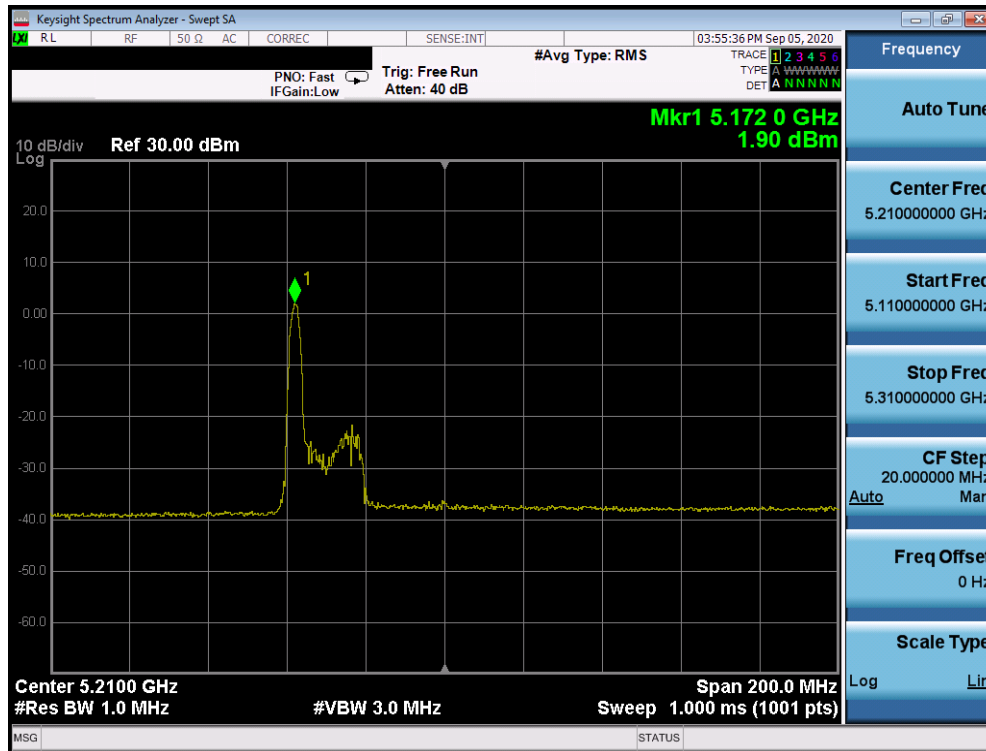 Keysight Spectrum Analyzer - Swept SA
LXI RL RF 50 Ω AC CORREC SENSE:INT 03:55:36 PM Sep 05, 2020
#Avg Type: RMS TRACE 1 2 3 4 5 6
PNO: Fast Trig: Free Run TYPE A WWWWW
IFGain:Low Atten: 40 dB DET A N N N N N
Mkr1 5.172 0 GHz
1.90 dBm
10 dB/div Ref 30.00 dBm
Log
20.0
10.0
1
0.00
-10.0
-20.0
-30.0
-40.0
-50.0
-60.0
Center 5.2100 GHz Span 200.0 MHz
#Res BW 1.0 MHz #VBW 3.0 MHz Sweep 1.000 ms (1001 pts)
MSG STATUS
Frequency
Auto Tune
Center Freq
5.210000000 GHz
Start Freq
5.110000000 GHz
Stop Freq
5.310000000 GHz
CF Step
20.000000 MHz
Auto Man
Freq Offset
0 Hz
Scale Type
Log Lin